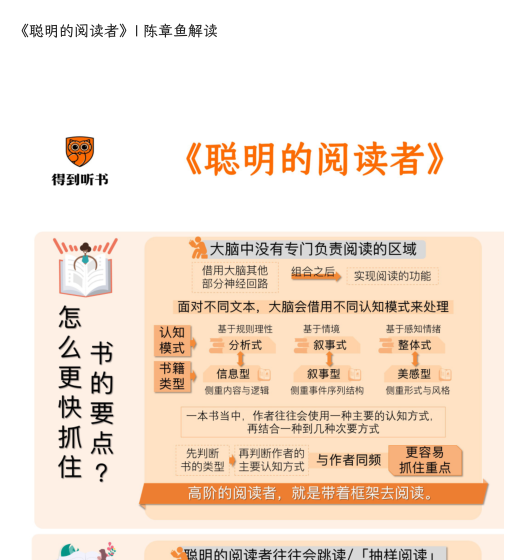 《聪明的阅读者》| 陈章鱼解读
得到听书
《聪明的阅读者》
怎么更快抓住
书的要点？
大脑中没有专门负责阅读的区域
借用大脑其他
部分神经回路
组合之后
实现阅读的功能
面对不同文本，大脑会借用不同认知模式来处理
认知
模式
基于规则理性
分析式
基于情境
叙事式
基于感知情绪
整体式
书籍
类型
信息型
侧重内容与逻辑
叙事型
侧重事件序列结构
美感型
侧重形式与风格
一本书当中，作者往往会使用一种主要的认知方式，
再结合一种到几种次要方式
先判断
书的类型
再判断作者的
主要认知方式
与作者同频
更容易
抓住重点
高阶的阅读者，就是带着框架去阅读。
聪明的阅读者往往会跳读/「抽样阅读」